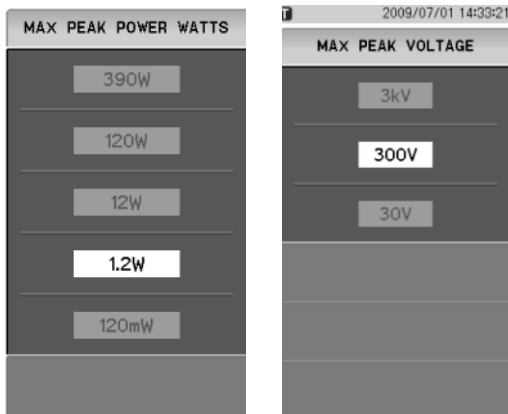 MAX PEAK POWER WATTS
390W
120W
12W
1.2W
120mW
T 2009/07/01 14:33:21
MAX PEAK VOLTAGE
3kV
300V
30V